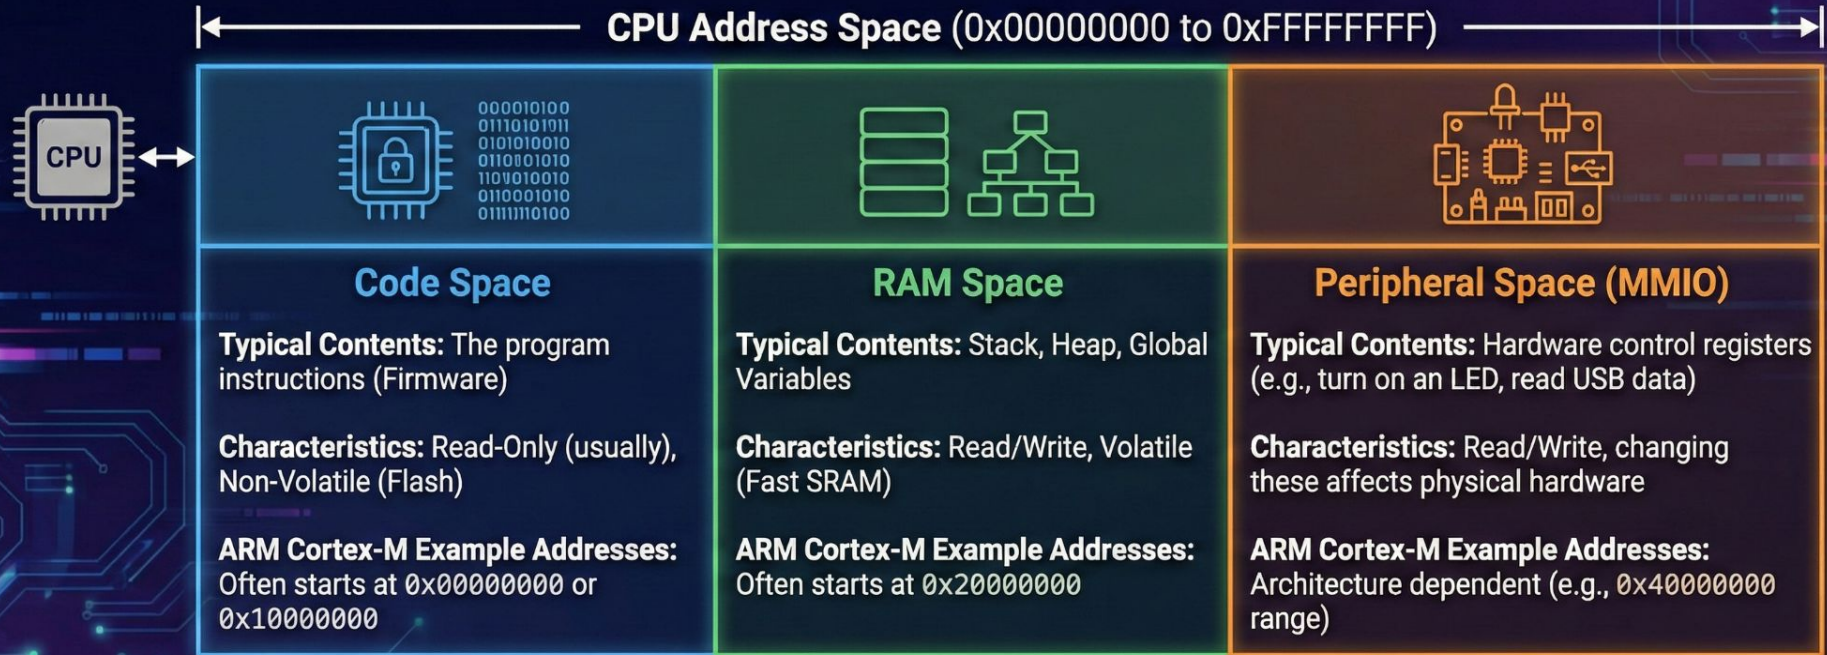 CPU Address Space (0x00000000 to 0xFFFFFFFF)
CPU
000010100
01110101011
0101010010
0110101010
1101010010
0110001010
01111110100
Code Space
Typical Contents: The program
instructions (Firmware)
Characteristics: Read-Only (usually),
Non-Volatile (Flash)
ARM Cortex-M Example Addresses:
Often starts at 0x00000000 or
0x10000000
RAM Space
Typical Contents: Stack, Heap, Global
Variables
Characteristics: Read/Write, Volatile
(Fast SRAM)
ARM Cortex-M Example Addresses:
Often starts at 0x20000000
Peripheral Space (MMIO)
Typical Contents: Hardware control registers
(e.g., turn on an LED, read USB data)
Characteristics: Read/Write, changing
these affects physical hardware
ARM Cortex-M Example Addresses:
Architecture dependent (e.g., 0x40000000
range)